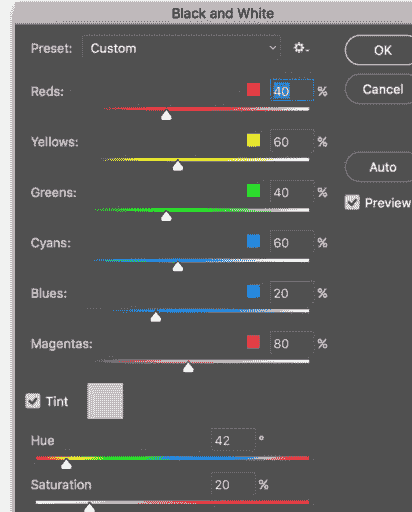 Black and White
Preset: Custom
OK
Reds: 40 %
Cancel
Yellows: 60 %
Auto
Greens: 40 %
Preview
Cyans: 60 %
Blues: 20 %
Magentas: 80 %
Tint
Hue 42 °
Saturation 20 %